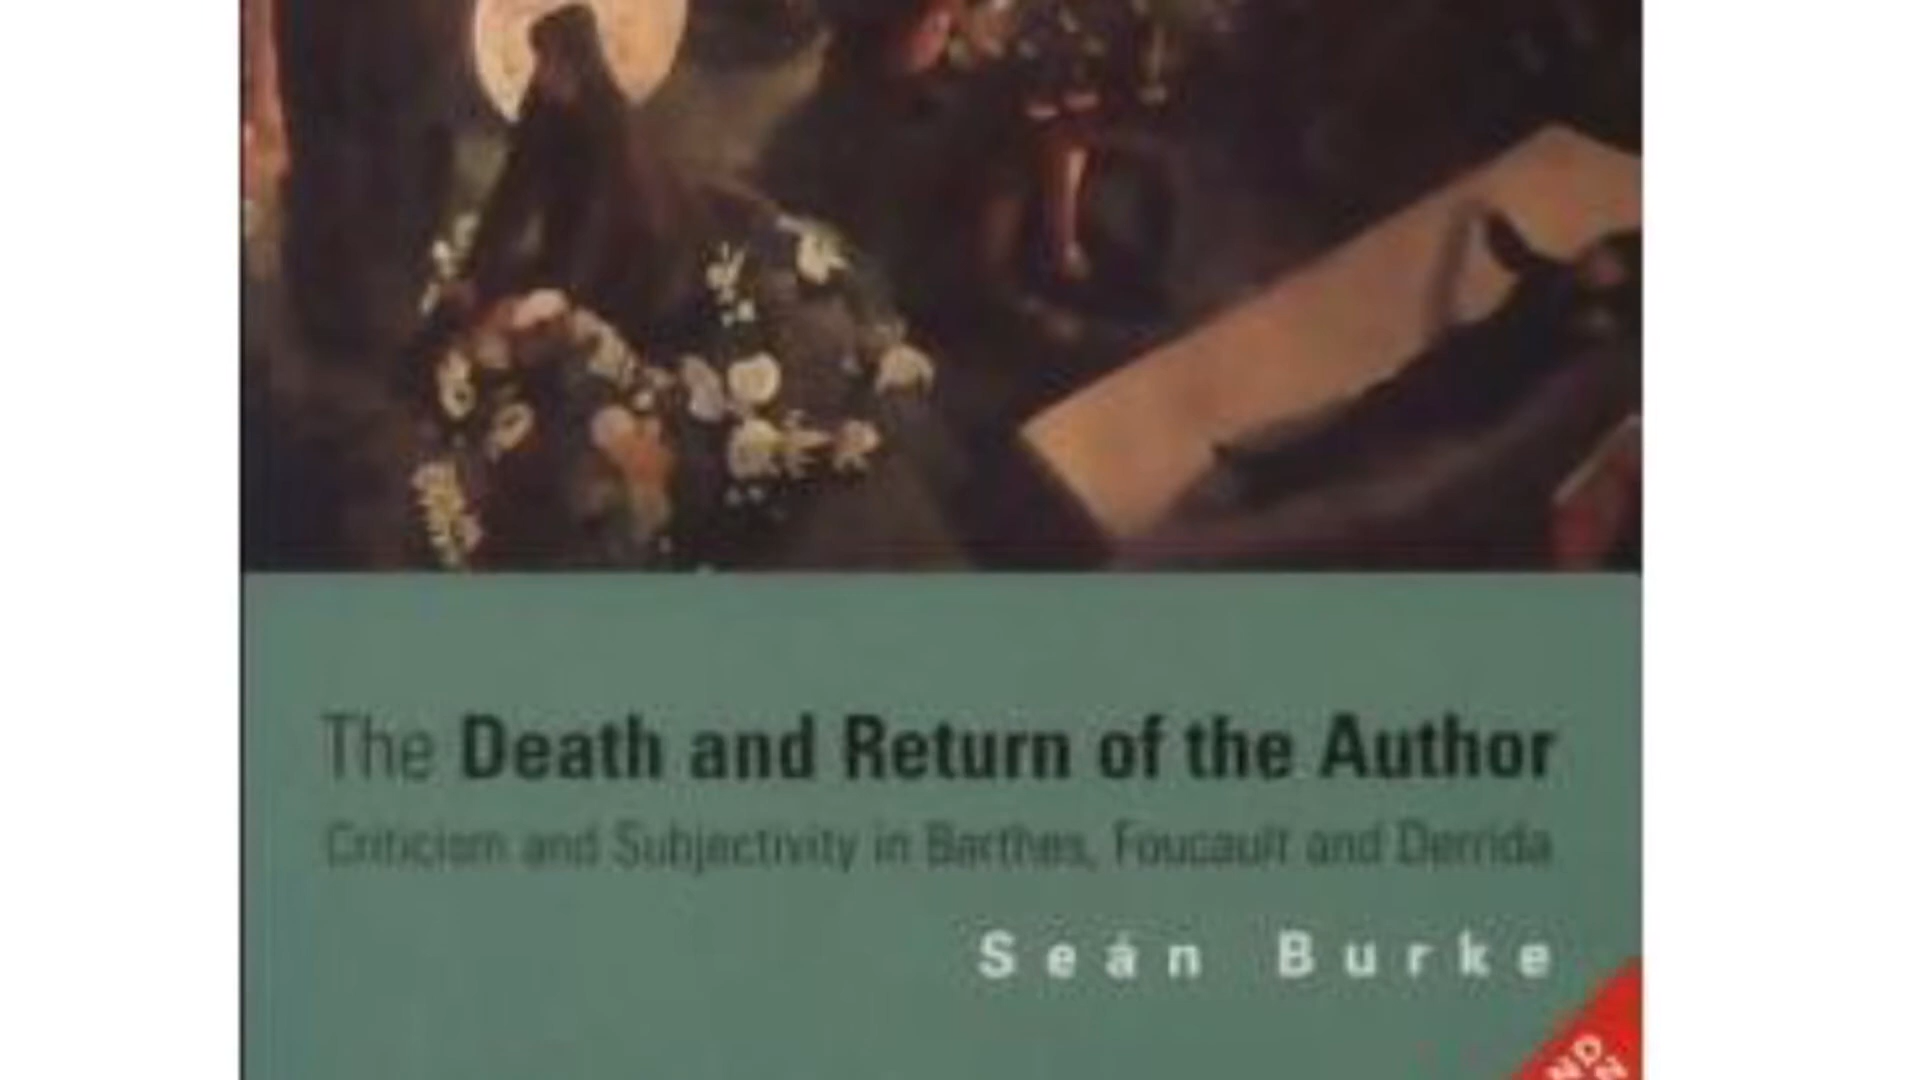 The Death and Return of the Author
Criticism and Subjectivity in Barthes, Foucault and Derrida
Seán Burke